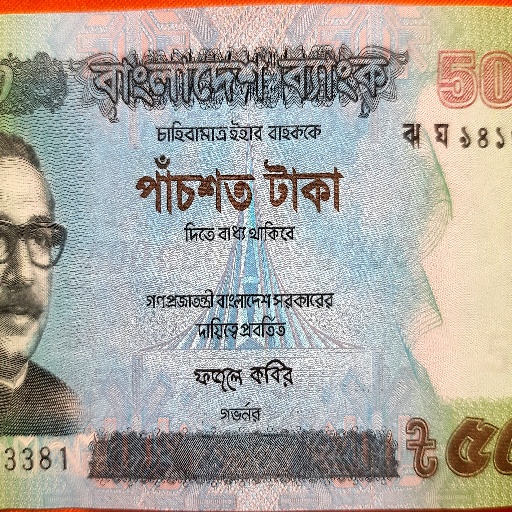 বাংলাদেশ ব্যাংক
50
ঝ ঘ ১৪১
চাহিবামাত্র ইহার বাহককে
পাঁচশত টাকা
দিতে বাধ্য থাকিবে
গণপ্রজাতন্ত্রী বাংলাদেশ সরকারের
দায়িত্বে প্রবর্তিত
ফজলে কবির
গভর্নর
3381
৳৫০